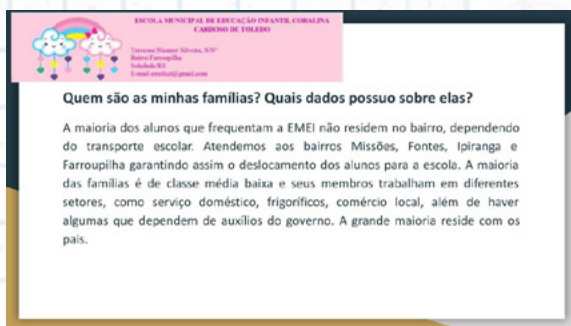 ESCOLA MUNICIPAL DE EDUCAÇÃO INFANTIL CORALINA
CARDOSO DE TOLEDO
Travessa Nicanor Silveira, S/Nº
Bairro Farroupilha
Soledade/RS
E-mail
Quem são as minhas famílias? Quais dados possuo sobre elas?
A maioria dos alunos que frequentam a EMEI não residem no bairro, dependendo
do transporte escolar. Atendemos aos bairros Missões, Fontes, Ipiranga e
Farroupilha garantindo assim o deslocamento dos alunos para a escola. A maioria
das famílias é de classe média baixa e seus membros trabalham em diferentes
setores, como serviço doméstico, frigoríficos, comércio local, além de haver
algumas que dependem de auxílios do governo. A grande maioria reside com os
pais.